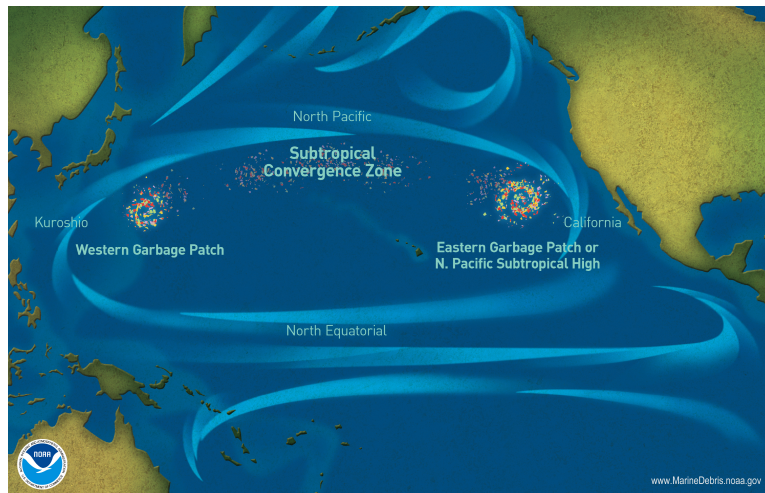 North Pacific
Subtropical
Convergence Zone
Kuroshio
California
Western Garbage Patch
Eastern Garbage Patch or
N. Pacific Subtropical High
North Equatorial
NOAA
www.MarineDebris.noaa.gov